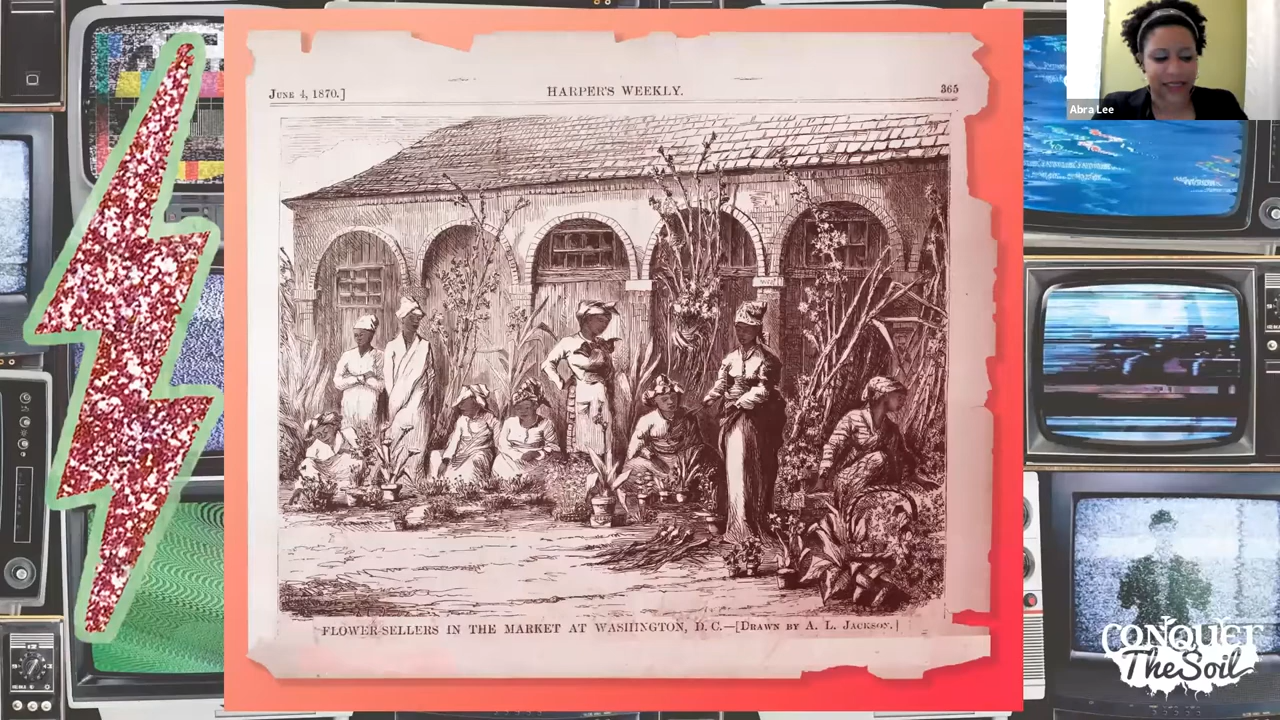 JUNE 4, 1870.]
HARPER'S WEEKLY.
365
FLOWER-SELLERS IN THE MARKET AT WASHINGTON, D. C.—[DRAWN BY A. L. JACKSON.]
Abra Lee
CONQUER
The Soil